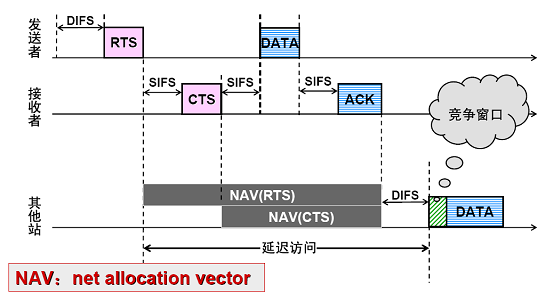 发送者
DIFS
RTS
DATA
接收者
SIFS
CTS
SIFS
SIFS
ACK
竞争窗口
其他站
NAV(RTS)
NAV(CTS)
DIFS
DATA
延迟访问
NAV：net allocation vector